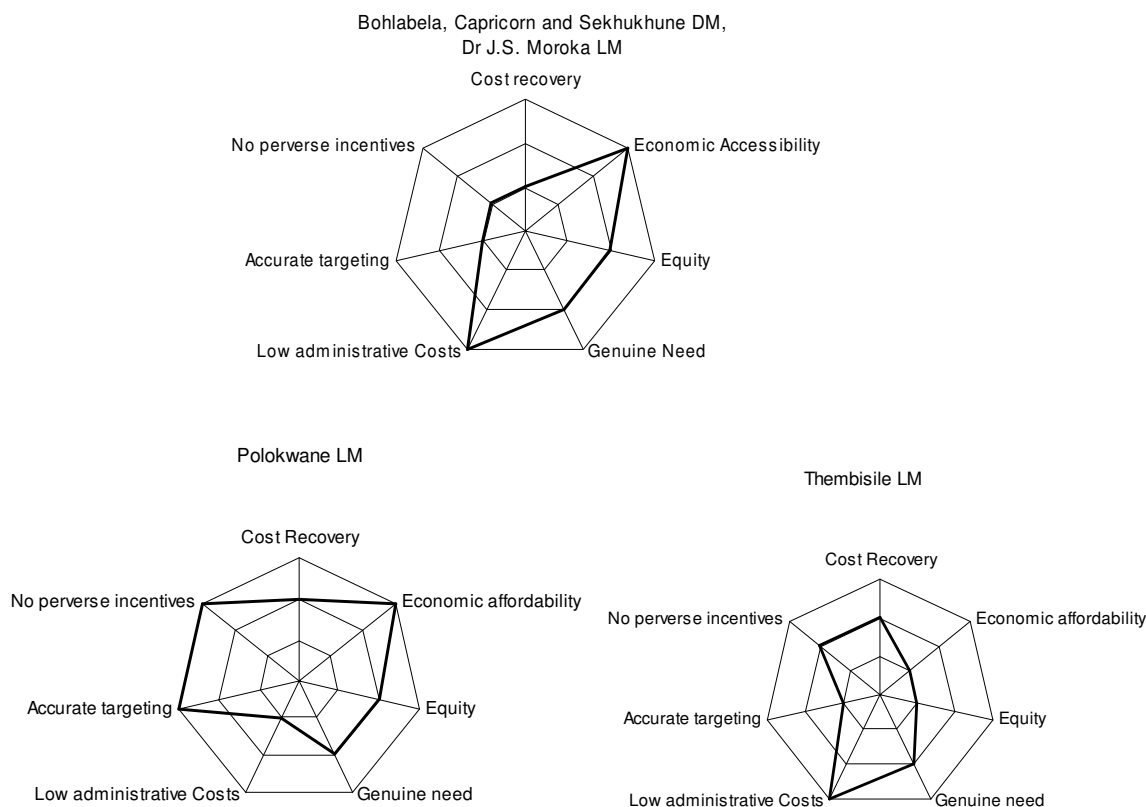 Bohlabela, Capricorn and Sekhukhune DM,
Dr J.S. Moroka LM
Cost recovery
No perverse incentives
Economic Accessibility
Accurate targeting
Equity
Low administrative Costs
Genuine Need
Polokwane LM
Cost Recovery
No perverse incentives
Economic affordability
Accurate targeting
Equity
Low administrative Costs
Genuine need
Thembisile LM
Cost Recovery
No perverse incentives
Economic affordability
Accurate targeting
Equity
Low administrative Costs
Genuine need